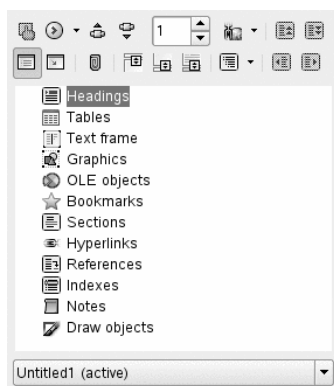 1
Headings
Tables
Text frame
Graphics
OLE objects
Bookmarks
Sections
Hyperlinks
References
Indexes
Notes
Draw objects
Untitled1 (active)